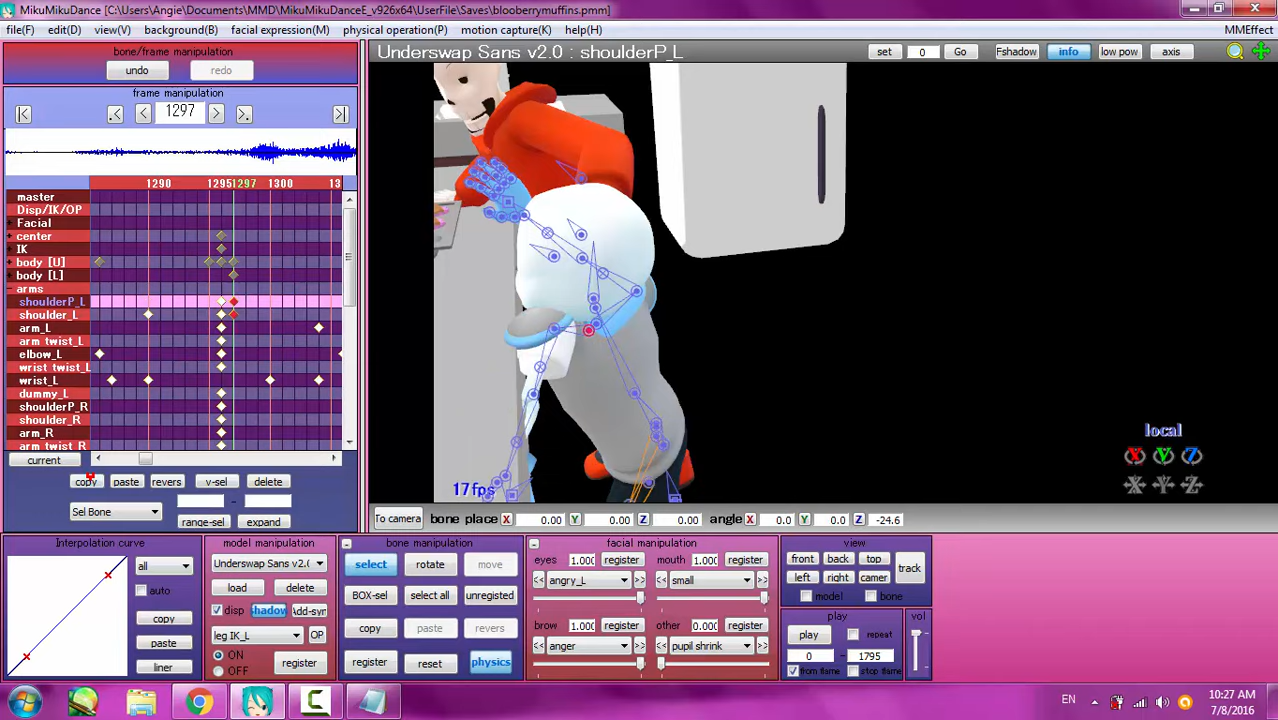 MikuMikuDance [C:\Users\Angie\Documents\MMD\MikuMikuDanceE_v926x64\UserFile\Saves\blooberrymuffins.pmm]
file(F) edit(D) view(V) background(B) facial expression(M) physical operation(P) motion capture(K) help(H) MMEffect
bone/frame manipulation
undo redo
Underswap Sans v2.0 : shoulderP_L
set 0 Go Fshadow info low pow axis
frame manipulation
|< .< < 1297 > >. >|
1290 1295 1297 1300 13
master
Disp/IK/OP
Facial
+ center
+ IK
+ body [U]
+ body [L]
- arms
shoulderP_L
shoulder_L
arm_L
arm twist_L
elbow_L
wrist twist_L
wrist_L
dummy_L
shoulderP_R
shoulder_R
arm_R
arm twist R
current
copy paste revers v-sel delete
Sel Bone -
range-sel expand
local
X Y Z
X Y Z
17fps
To camera bone place X 0.00 Y 0.00 Z 0.00 angle X 0.0 Y 0.0 Z -24.6
Interpolation curve
all
auto
copy
paste
liner
model manipulation
Underswap Sans v2.(
load delete
disp shadow Add-syn
leg IK_L OP
ON
OFF
register
- bone manipulation
select rotate move
BOX-sel select all unregisted
copy paste revers
register reset physics
- facial manipulation
eyes 1.000 register mouth 1.000 register
<< angry_L >> << small >>
brow 1.000 register other 0.000 register
<< anger >> << pupil shrink >>
view
front back top
left right camer
track
model bone
play
play repeat
0 - 1795
from flame stop flame
vol
EN
10:27 AM
7/8/2016